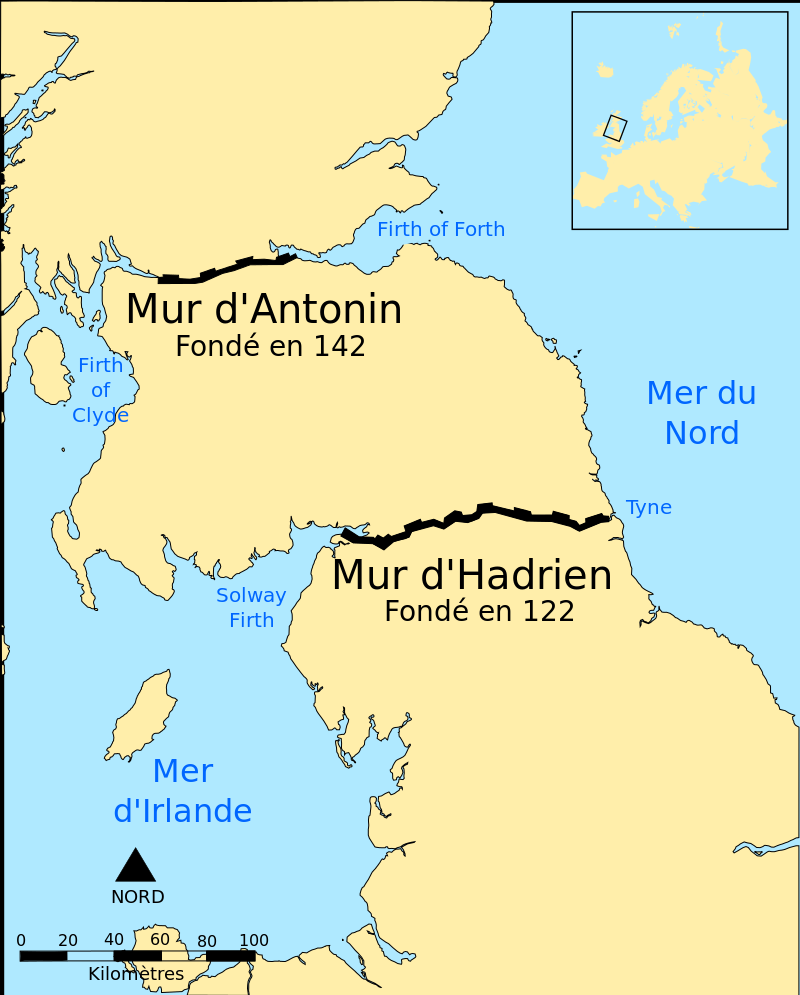 Firth of Forth
Mur d'Antonin
Fondé en 142
Firth
of
Clyde
Mer du
Nord
Tyne
Mur d'Hadrien
Fondé en 122
Solway
Firth
Mer
d'Irlande
NORD
0 20 40 60 80 100
Kilomètres